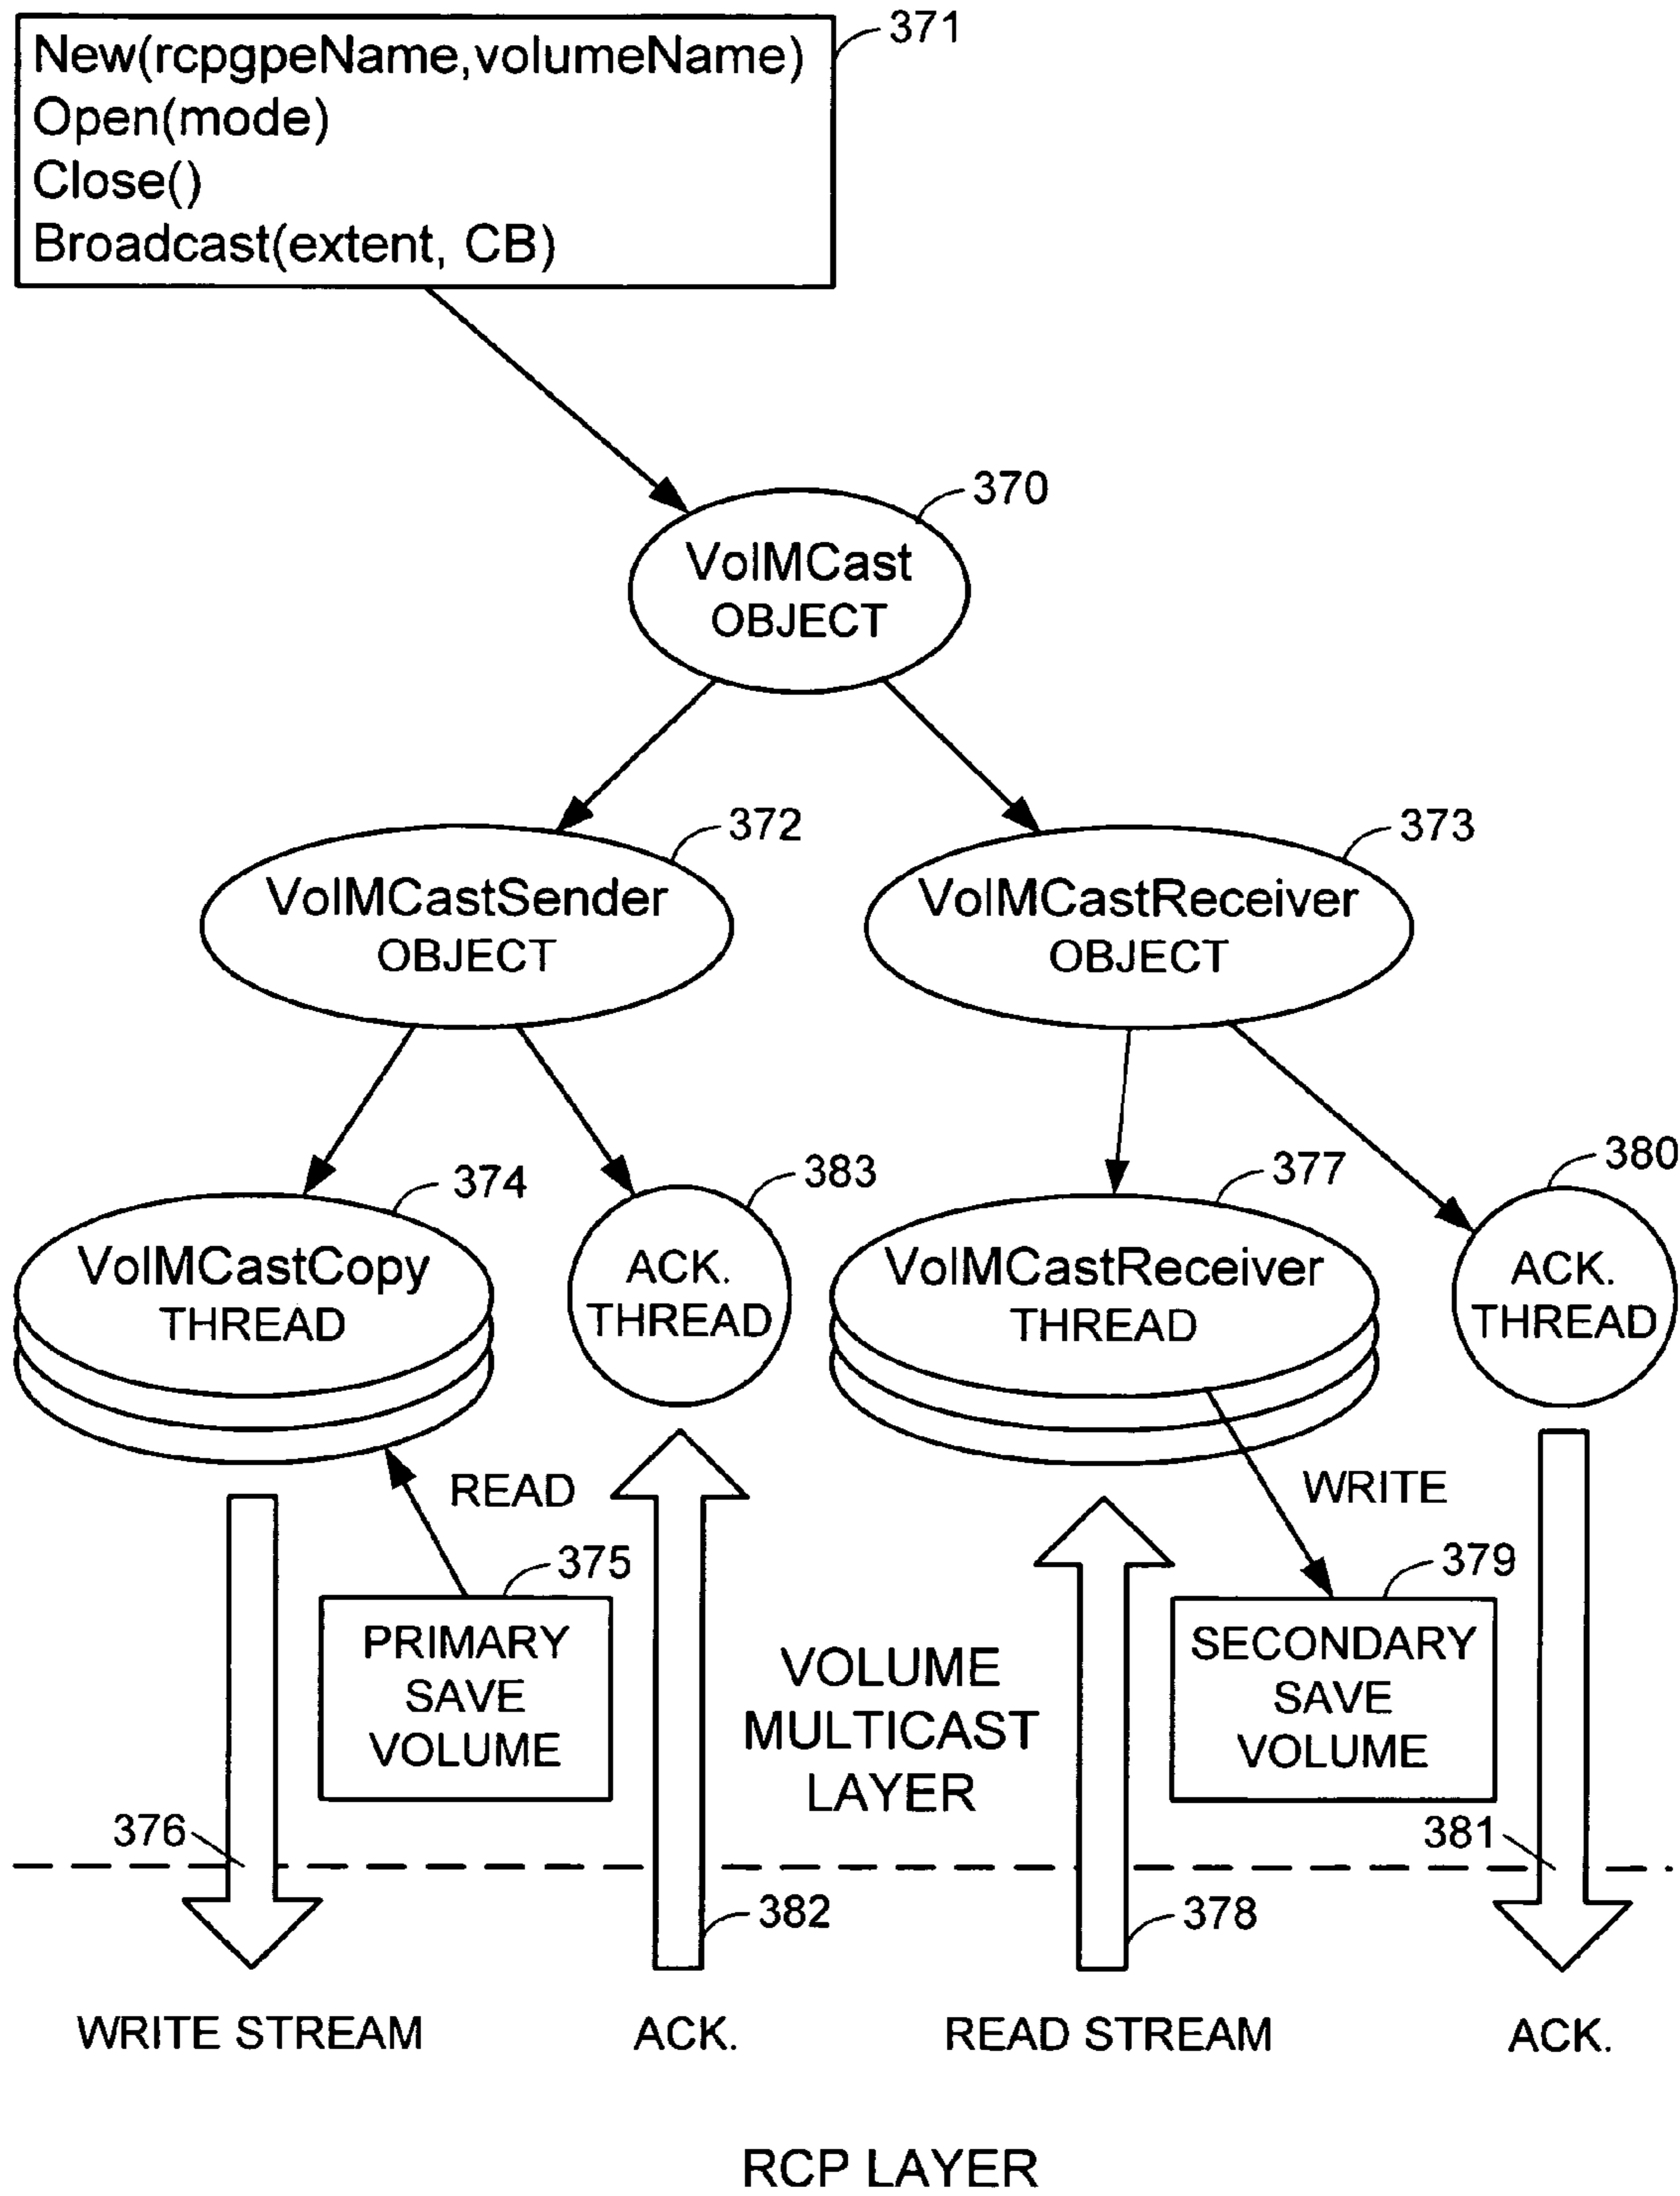 New(rcpgpeName,volumeName)
Open(mode)
Close()
Broadcast(extent, CB)
371
370
VolMCast
OBJECT
372
VolMCastSender
OBJECT
373
VolMCastReceiver
OBJECT
374
VolMCastCopy
THREAD
383
ACK.
THREAD
377
VolMCastReceiver
THREAD
380
ACK.
THREAD
READ
WRITE
375
PRIMARY
SAVE
VOLUME
VOLUME
MULTICAST
LAYER
379
SECONDARY
SAVE
VOLUME
376
381
382
378
WRITE STREAM
ACK.
READ STREAM
ACK.
RCP LAYER